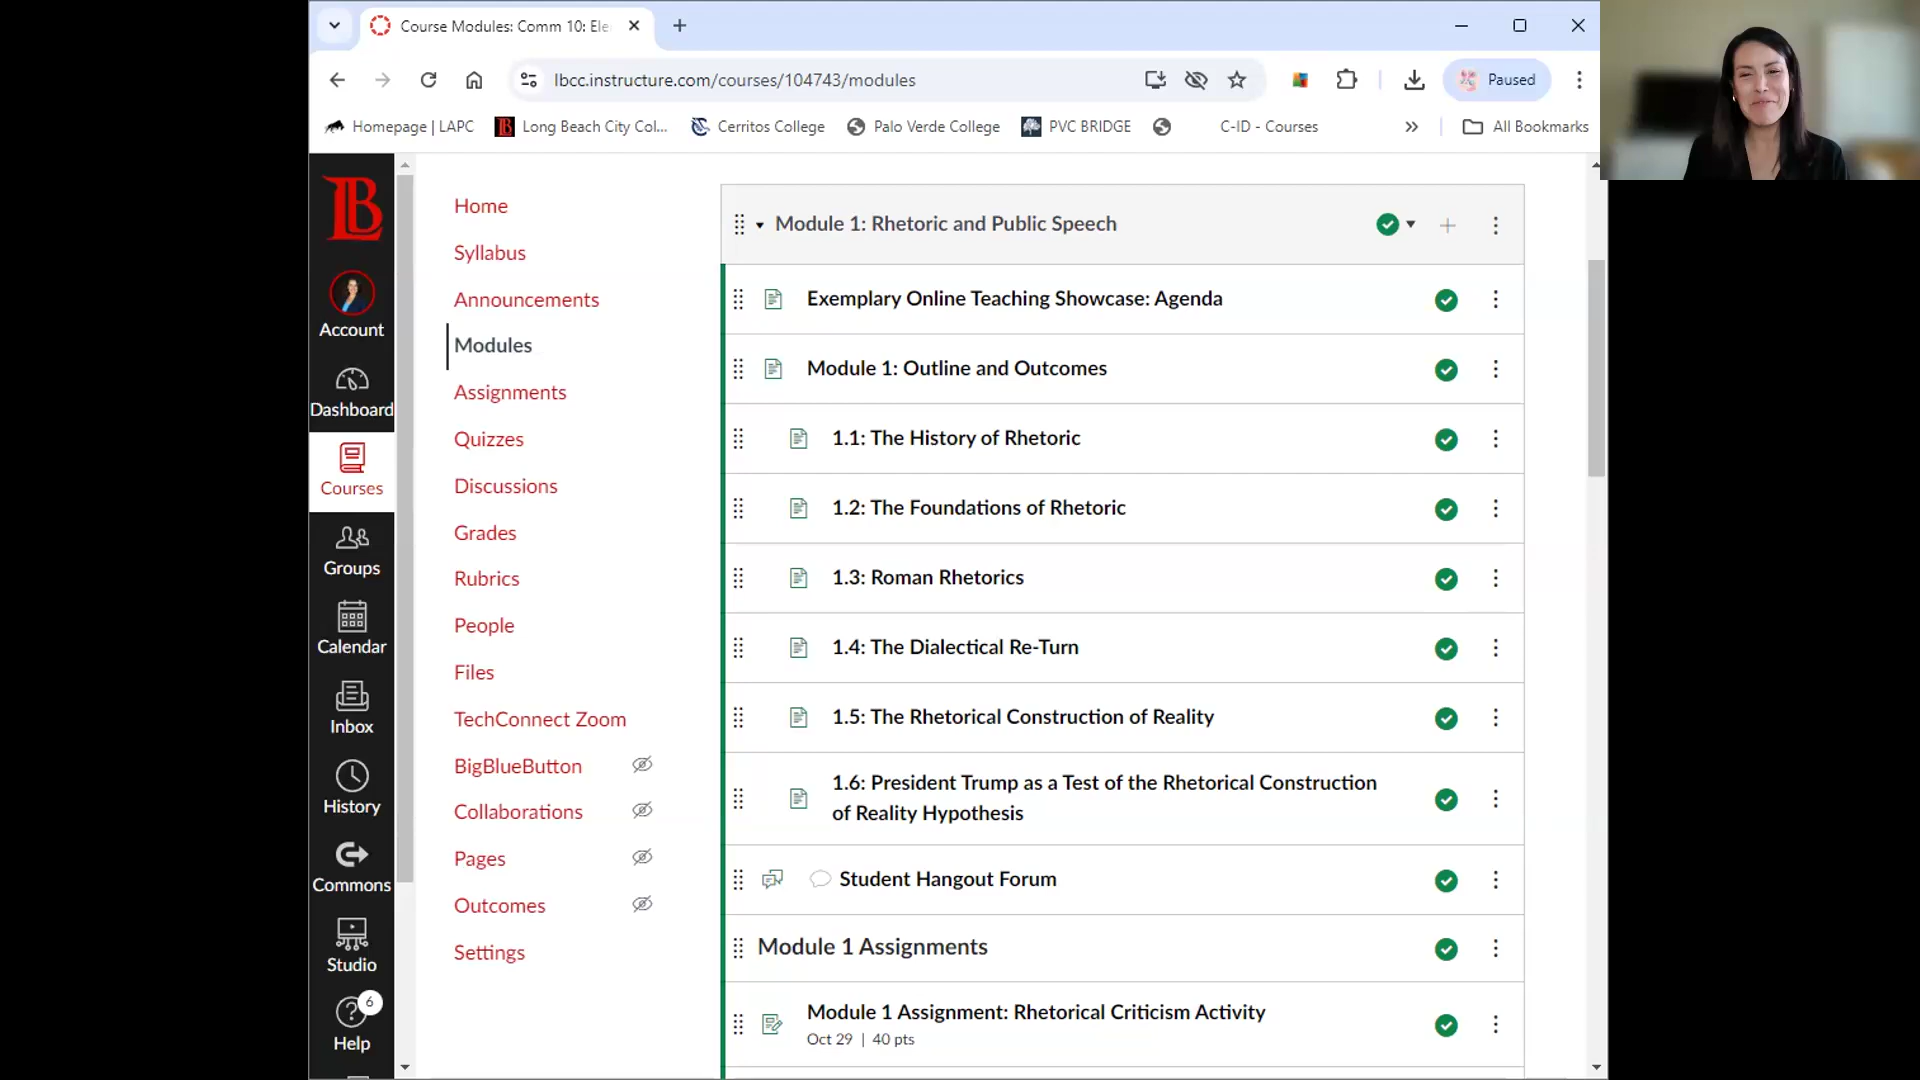 Course Modules: Comm 10: Ele
lbcc.instructure.com/courses/104743/modules
Paused
Homepage | LAPC
Long Beach City Col...
Cerritos College
Palo Verde College
PVC BRIDGE
C-ID - Courses
All Bookmarks
LB
Account
Dashboard
Courses
Groups
Calendar
Inbox
History
Commons
Studio
6
Help
Home
Syllabus
Announcements
Modules
Assignments
Quizzes
Discussions
Grades
Rubrics
People
Files
TechConnect Zoom
BigBlueButton
Collaborations
Pages
Outcomes
Settings
Module 1: Rhetoric and Public Speech
Exemplary Online Teaching Showcase: Agenda
Module 1: Outline and Outcomes
1.1: The History of Rhetoric
1.2: The Foundations of Rhetoric
1.3: Roman Rhetorics
1.4: The Dialectical Re-Turn
1.5: The Rhetorical Construction of Reality
1.6: President Trump as a Test of the Rhetorical Construction
of Reality Hypothesis
Student Hangout Forum
Module 1 Assignments
Module 1 Assignment: Rhetorical Criticism Activity
Oct 29 | 40 pts